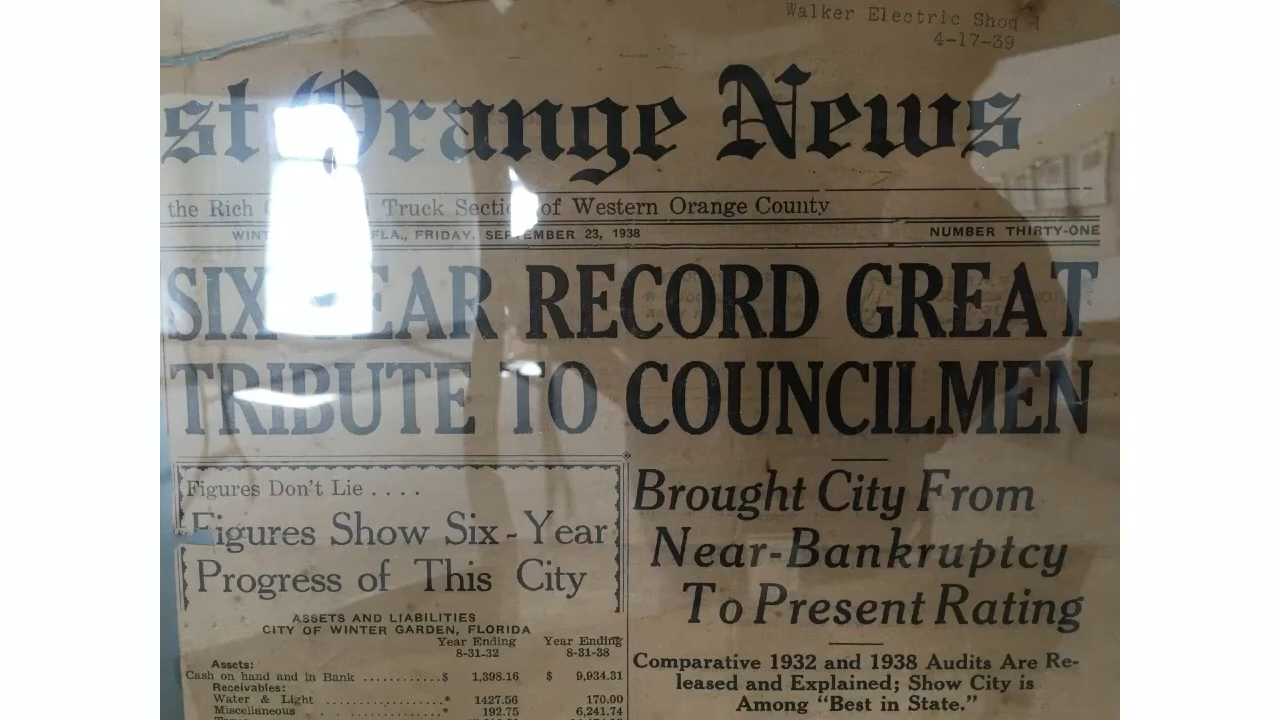 Walker Electric Shop 1
4-17-39
st Orange News
the Rich Truck Section of Western Orange County
FLA., FRIDAY, SEPTEMBER 23, 1938 NUMBER THIRTY-ONE
SIX YEAR RECORD GREAT
TRIBUTE TO COUNCILMEN
Figures Don't Lie . . . .
Figures Show Six-Year
Progress of This City
ASSETS AND LIABILITIES
CITY OF WINTER GARDEN, FLORIDA
Year Ending Year Ending
8-31-32 8-31-38
Assets:
Cash on hand and in Bank ............$ 1,398.16 $ 9,934.31
Receivables:
Water & Light ...................* 1427.56 170.00
Miscellaneous . ..................* 192.75 6,241.74
Brought City From
Near-Bankruptcy
To Present Rating
Comparative 1932 and 1938 Audits Are Re-
leased and Explained; Show City is
Among "Best in State."